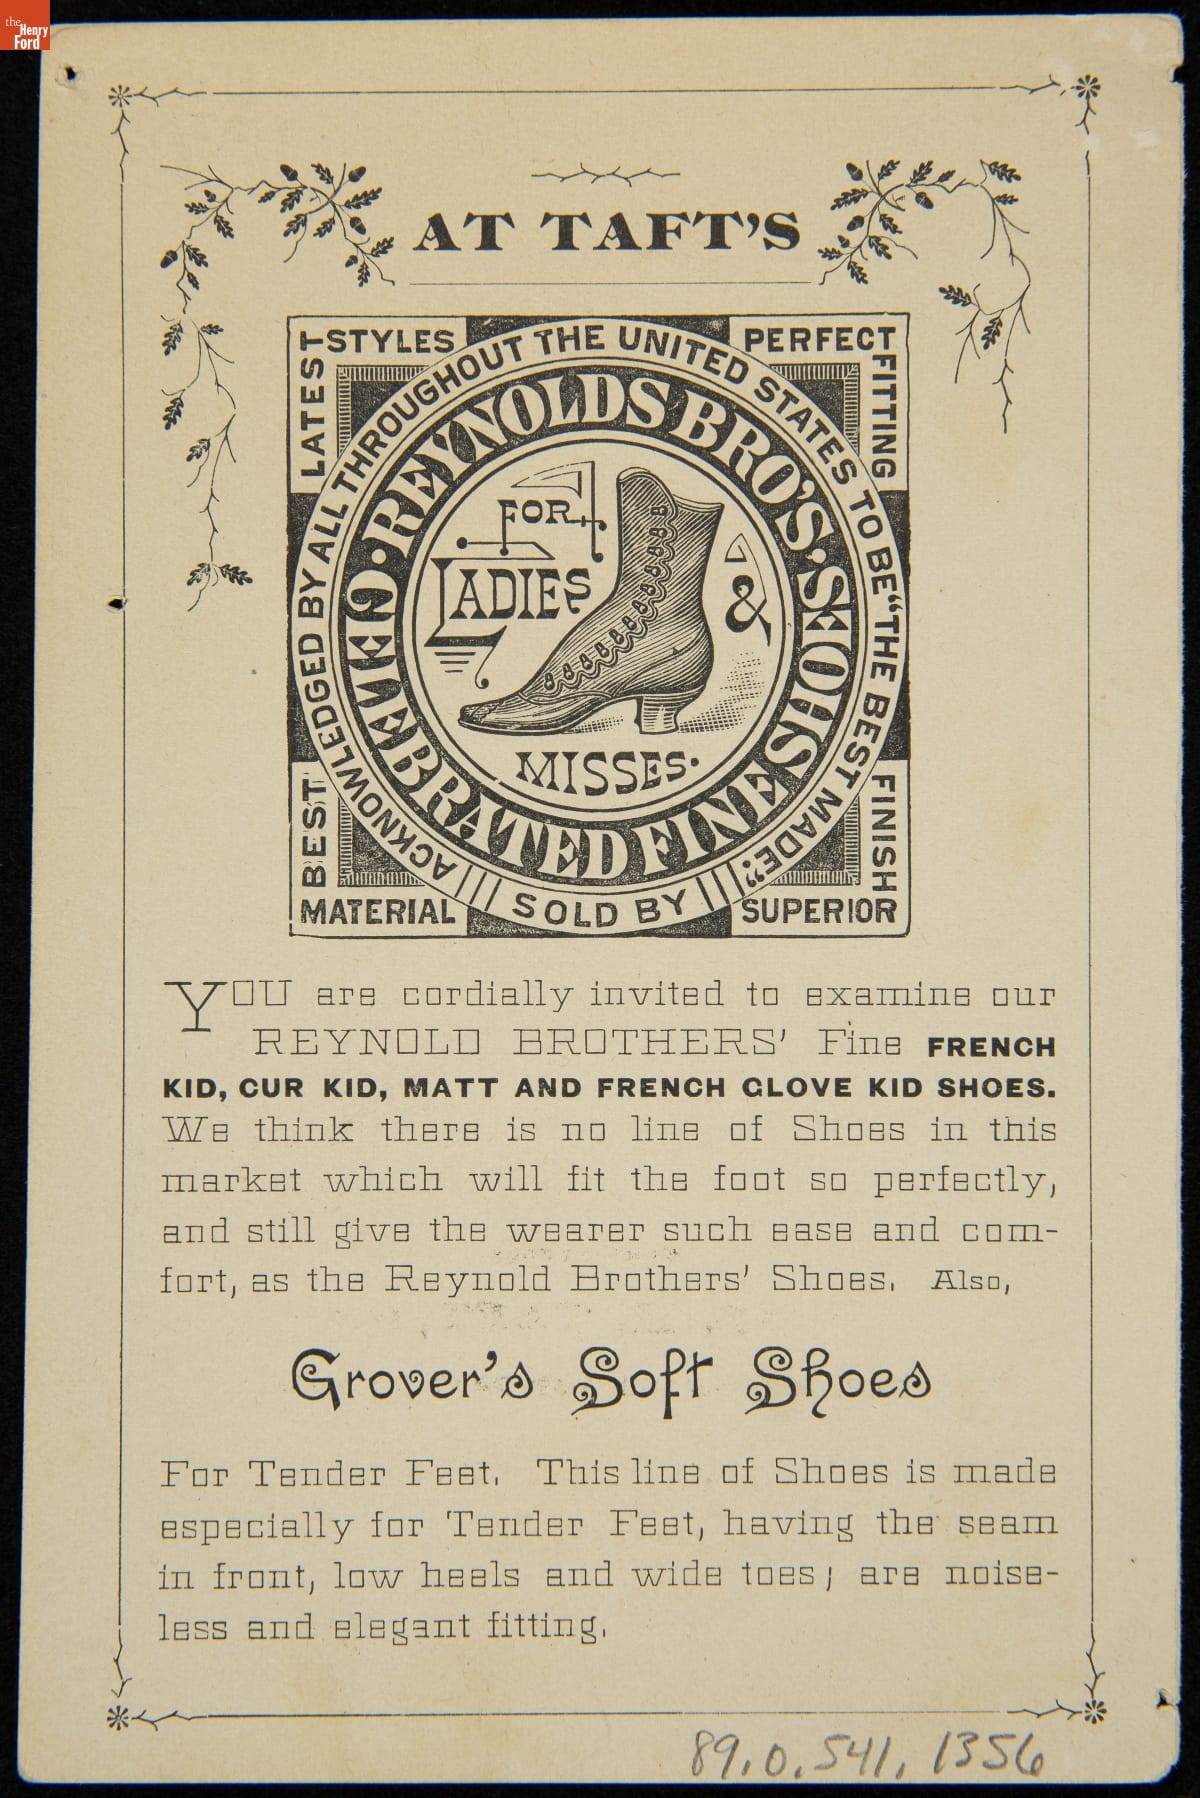 the
Henry
Ford
AT TAFT'S
LATEST STYLES
PERFECT FITTING
ACKNOWLEDGED BY ALL THROUGHOUT THE UNITED STATES TO BE "THE BEST MADE."
REYNOLDS BRO'S. CELEBRATED FINE SHOES
FOR
LADIES
&
MISSES.
BEST MATERIAL
SOLD BY
SUPERIOR FINISH
YOU are cordially invited to examine our
REYNOLD BROTHERS' Fine FRENCH
KID, CUR KID, MATT AND FRENCH GLOVE KID SHOES.
We think there is no line of Shoes in this
market which will fit the foot so perfectly,
and still give the wearer such ease and com-
fort, as the Reynold Brothers' Shoes. Also,
Grover's Soft Shoes
For Tender Feet. This line of Shoes is made
especially for Tender Feet, having the seam
in front, low heels and wide toes; are noise-
less and elegant fitting.
89.0.541.1356